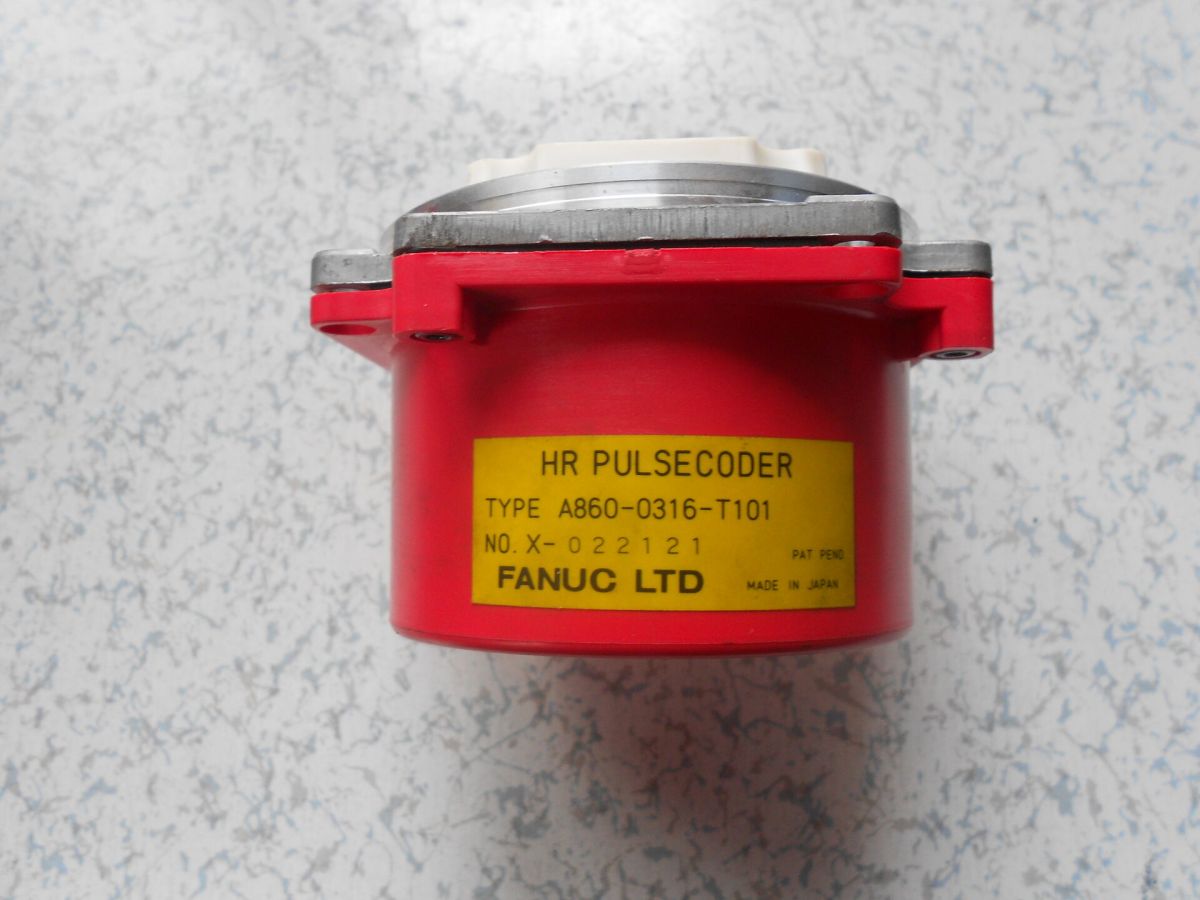 HR PULSECODER
TYPE A860-0316-T101
NO. X-022121
PAT PEND
FANUC LTD
MADE IN JAPAN